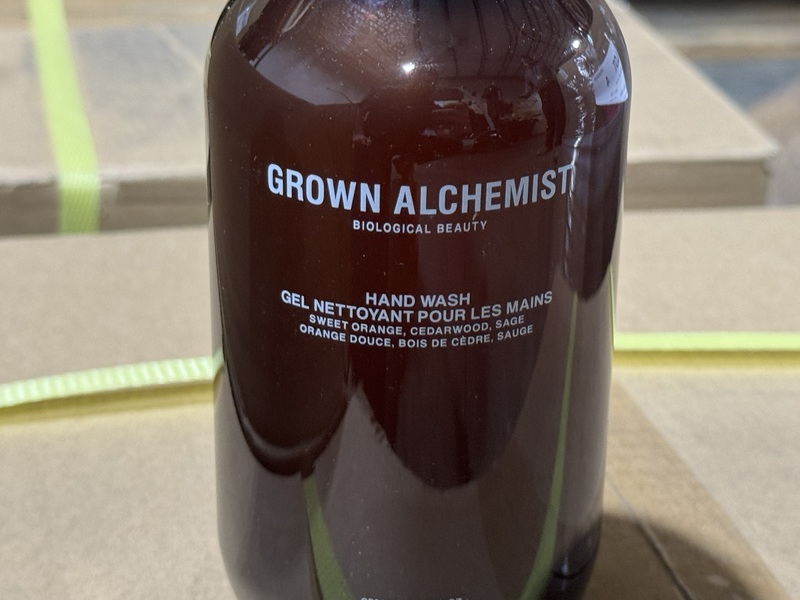 GROWN ALCHEMIST
BIOLOGICAL BEAUTY
HAND WASH
GEL NETTOYANT POUR LES MAINS
SWEET ORANGE, CEDARWOOD, SAGE
ORANGE DOUCE, BOIS DE CÈDRE, SAUGE